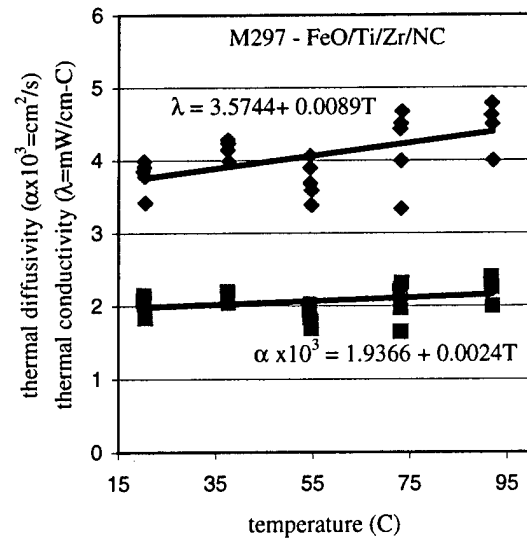 M297 - FeO/Ti/Zr/NC
thermal diffusivity (αx10³=cm²/s)
thermal conductivity (λ=mW/cm-C)
6
5
4
3
2
1
0
λ = 3.5744+ 0.0089T
α x10³ = 1.9366 + 0.0024T
15 35 55 75 95
temperature (C)